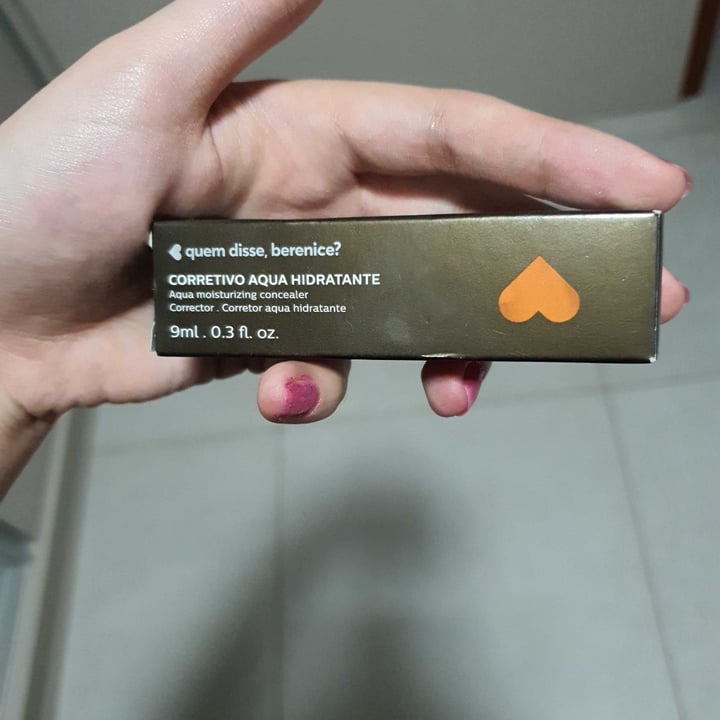 quem disse, berenice?
CORRETIVO AQUA HIDRATANTE
Aqua moisturizing concealer
Corrector . Corretor aqua hidratante
9ml . 0.3 fl. oz.